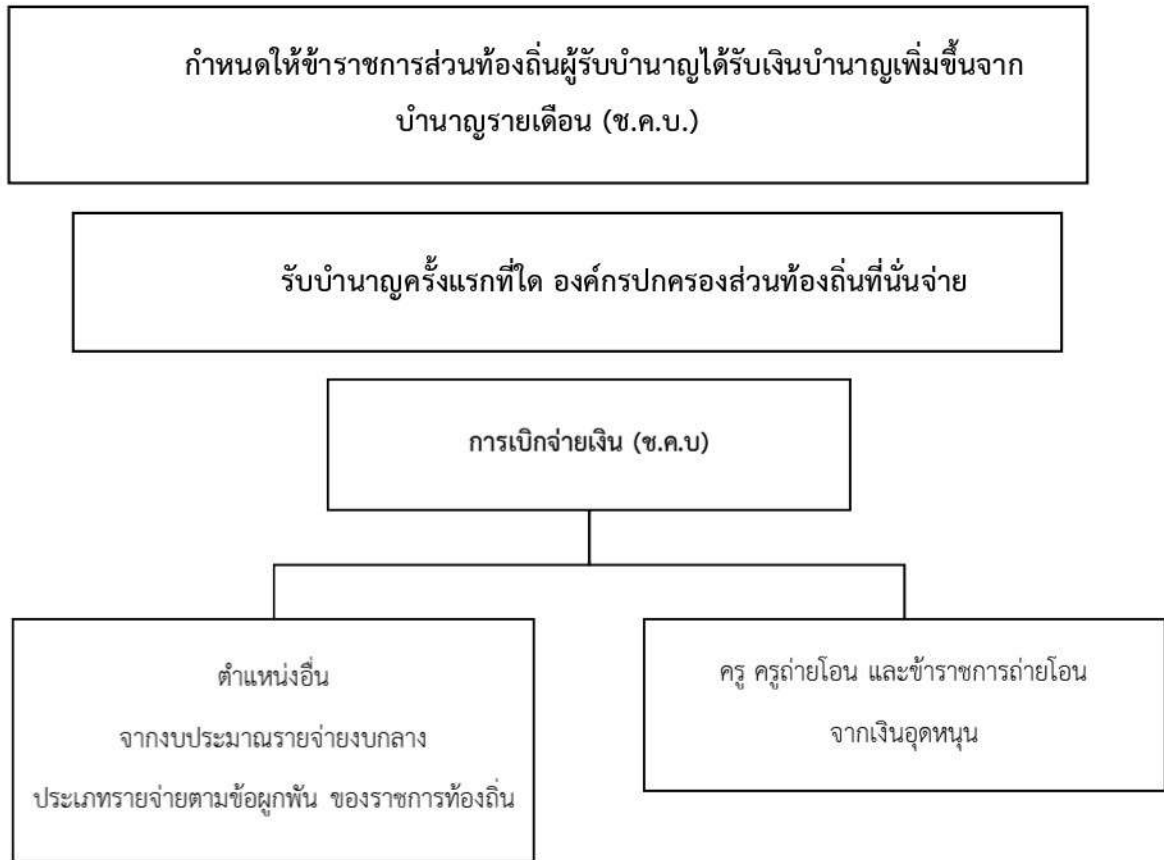 กำหนดให้ข้าราชการส่วนท้องถิ่นผู้รับบำนาญได้รับเงินบำนาญเพิ่มขึ้นจาก
บำนาญรายเดือน (ช.ค.บ.)
รับบำนาญครั้งแรกที่ใด องค์กรปกครองส่วนท้องถิ่นที่นั่นจ่าย
การเบิกจ่ายเงิน (ช.ค.บ)
ตำแหน่งอื่น
จากงบประมาณรายจ่ายงบกลาง
ประเภทรายจ่ายตามข้อผูกพัน ของราชการท้องถิ่น
ครู ครูถ่ายโอน และข้าราชการถ่ายโอน
จากเงินอุดหนุน